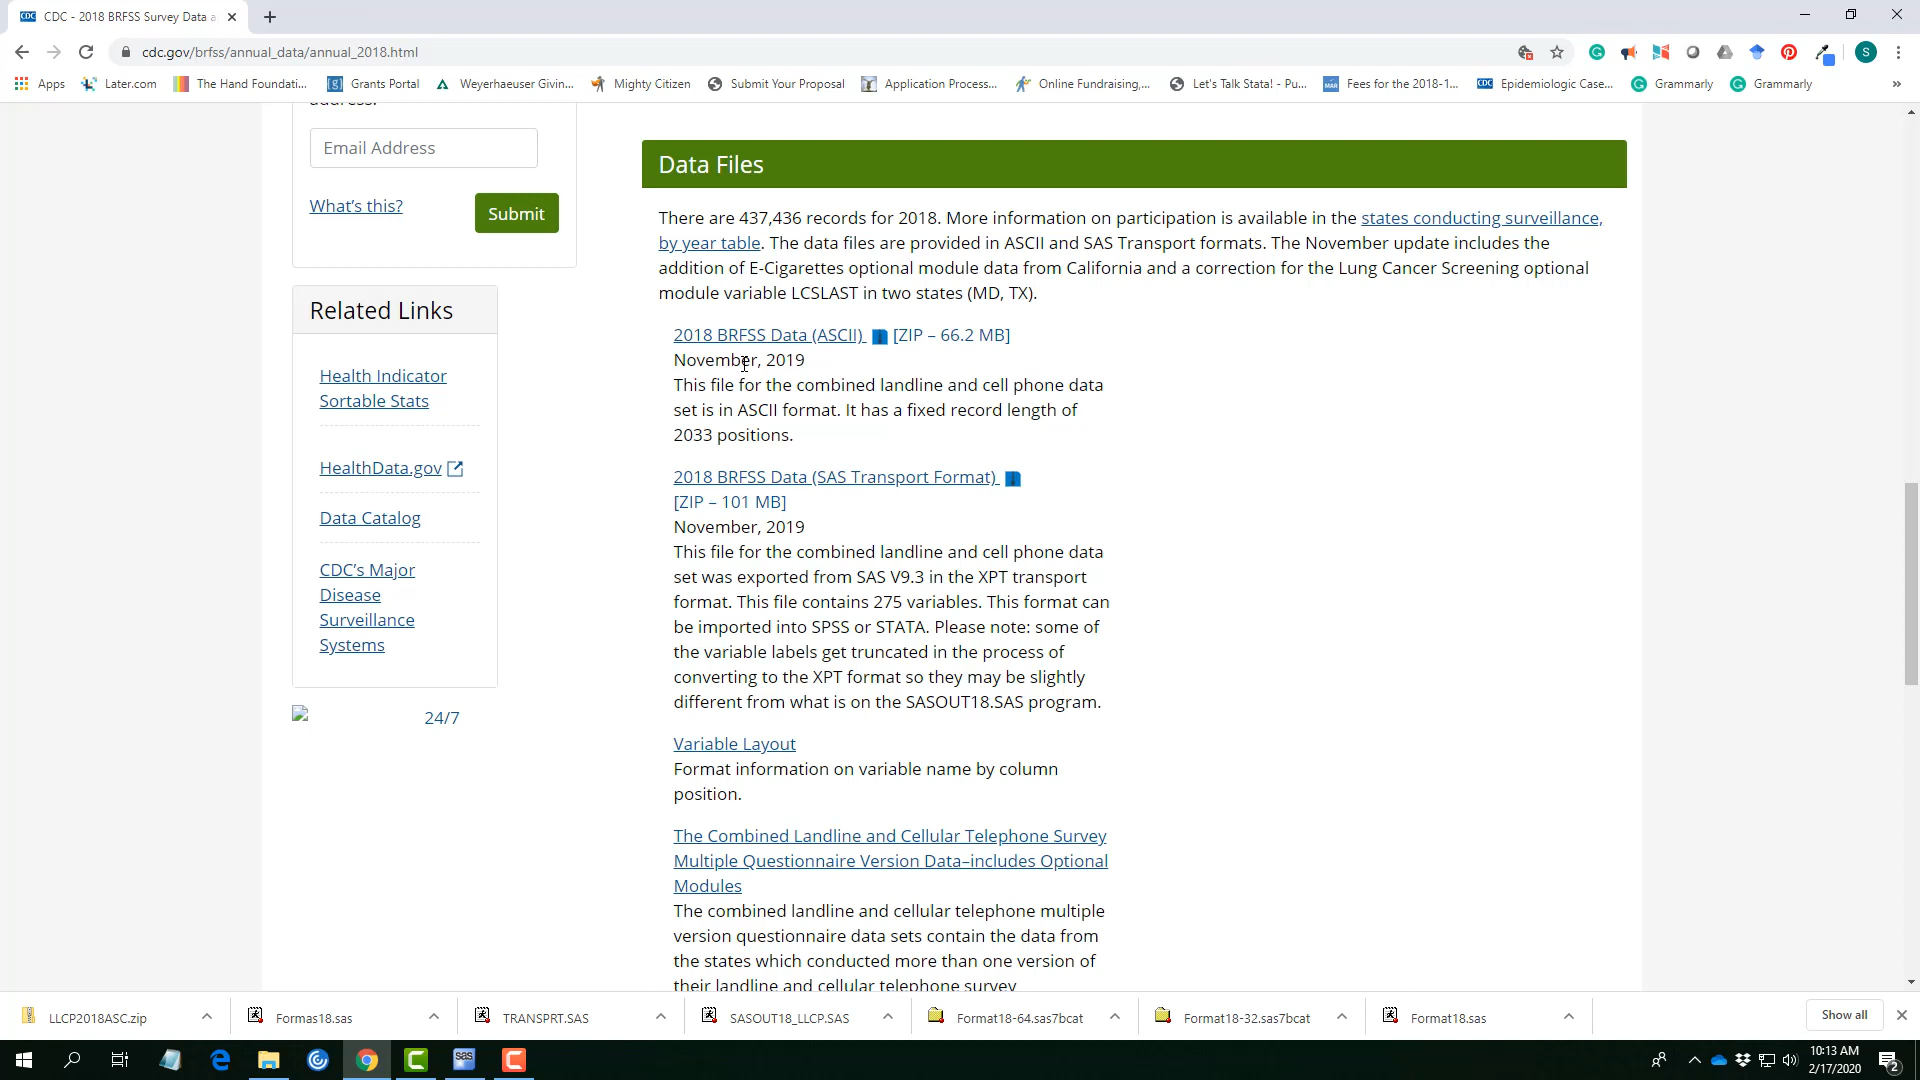 CDC - 2018 BRFSS Survey Data a
cdc.gov/brfss/annual_data/annual_2018.html
S
Apps
Later.com
The Hand Foundati...
Grants Portal
Weyerhaeuser Givin...
Mighty Citizen
Submit Your Proposal
Application Process...
Online Fundraising,...
Let's Talk Stata! - Pu...
Fees for the 2018-1...
CDC
Epidemiologic Case...
Grammarly
Grammarly
»
address.
Email Address
What's this?
Submit
Related Links
Health Indicator
Sortable Stats
HealthData.gov
Data Catalog
CDC's Major
Disease
Surveillance
Systems
24/7
Data Files
There are 437,436 records for 2018. More information on participation is available in the states conducting surveillance,
by year table. The data files are provided in ASCII and SAS Transport formats. The November update includes the
addition of E-Cigarettes optional module data from California and a correction for the Lung Cancer Screening optional
module variable LCSLAST in two states (MD, TX).
2018 BRFSS Data (ASCII) [ZIP – 66.2 MB]
November, 2019
This file for the combined landline and cell phone data
set is in ASCII format. It has a fixed record length of
2033 positions.
2018 BRFSS Data (SAS Transport Format)
[ZIP – 101 MB]
November, 2019
This file for the combined landline and cell phone data
set was exported from SAS V9.3 in the XPT transport
format. This file contains 275 variables. This format can
be imported into SPSS or STATA. Please note: some of
the variable labels get truncated in the process of
converting to the XPT format so they may be slightly
different from what is on the SASOUT18.SAS program.
Variable Layout
Format information on variable name by column
position.
The Combined Landline and Cellular Telephone Survey
Multiple Questionnaire Version Data–includes Optional
Modules
The combined landline and cellular telephone multiple
version questionnaire data sets contain the data from
the states which conducted more than one version of
their landline and cellular telephone survey
LLCP2018ASC.zip
Formas18.sas
TRANSPRT.SAS
SASOUT18_LLCP.SAS
Format18-64.sas7bcat
Format18-32.sas7bcat
Format18.sas
Show all
10:13 AM
2/17/2020
2